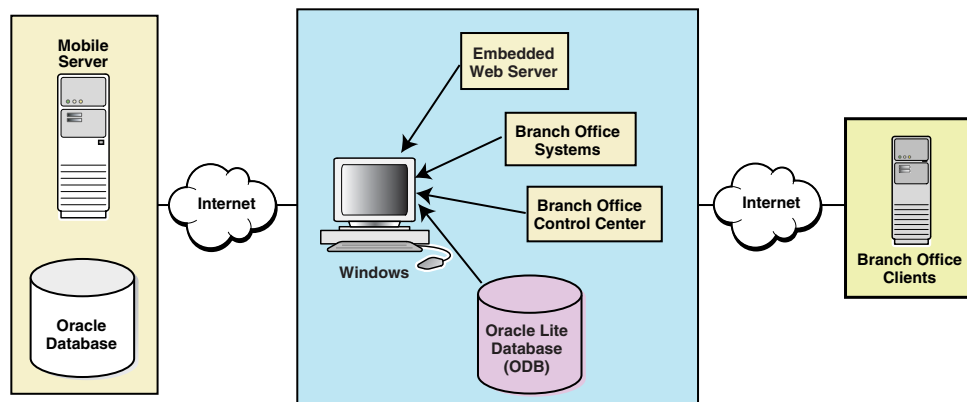 Mobile
Server
Oracle
Database
Internet
Embedded
Web Server
Branch Office
Systems
Branch Office
Control Center
Windows
Oracle Lite
Database
(ODB)
Internet
Branch Office
Clients